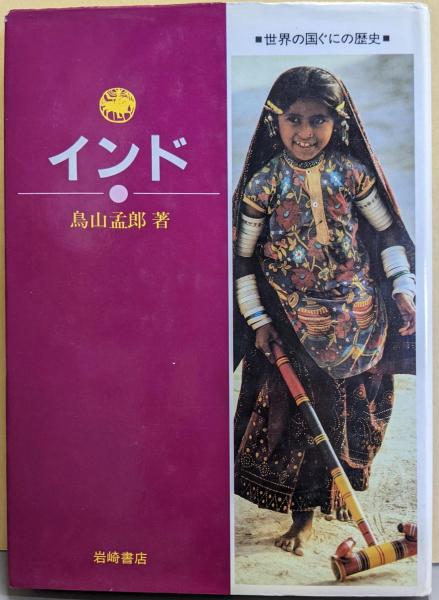 ■世界の国ぐにの歴史■
インド
鳥山孟郎 著
岩崎書店